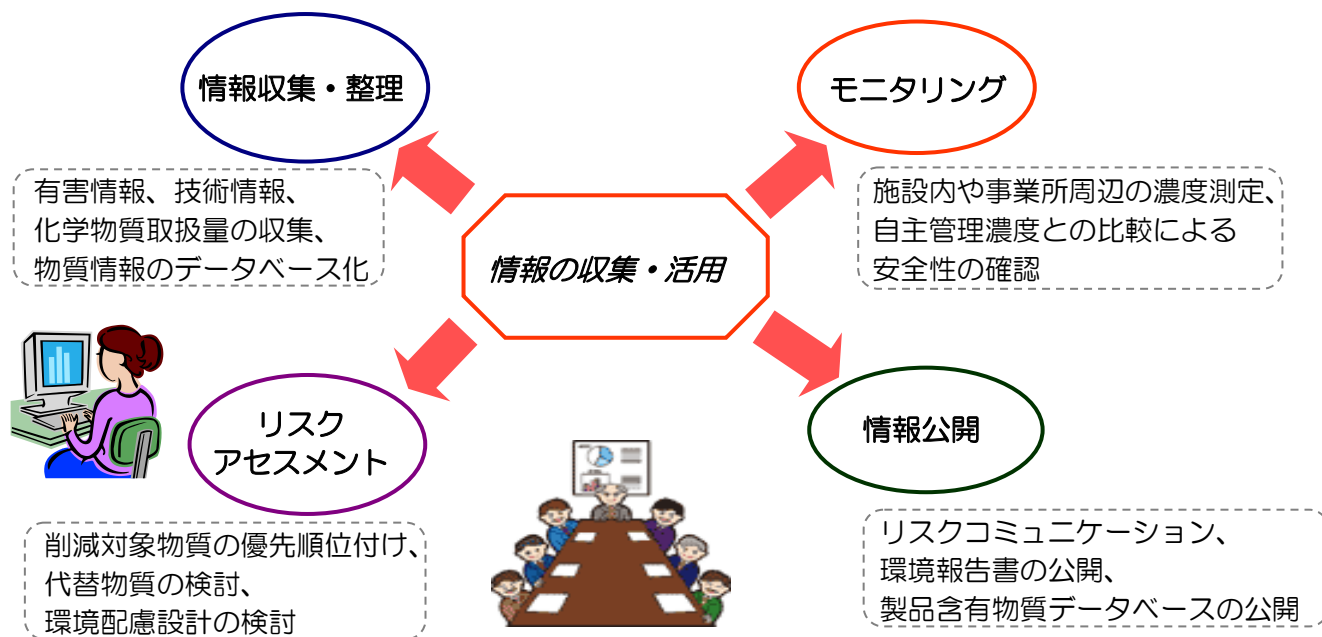 情報収集・整理
有害情報、技術情報、
化学物質取扱量の収集、
物質情報のデータベース化
モニタリング
施設内や事業所周辺の濃度測定、
自主管理濃度との比較による
安全性の確認
情報の収集・活用
リスク
アセスメント
削減対象物質の優先順位付け、
代替物質の検討、
環境配慮設計の検討
情報公開
リスクコミュニケーション、
環境報告書の公開、
製品含有物質データベースの公開